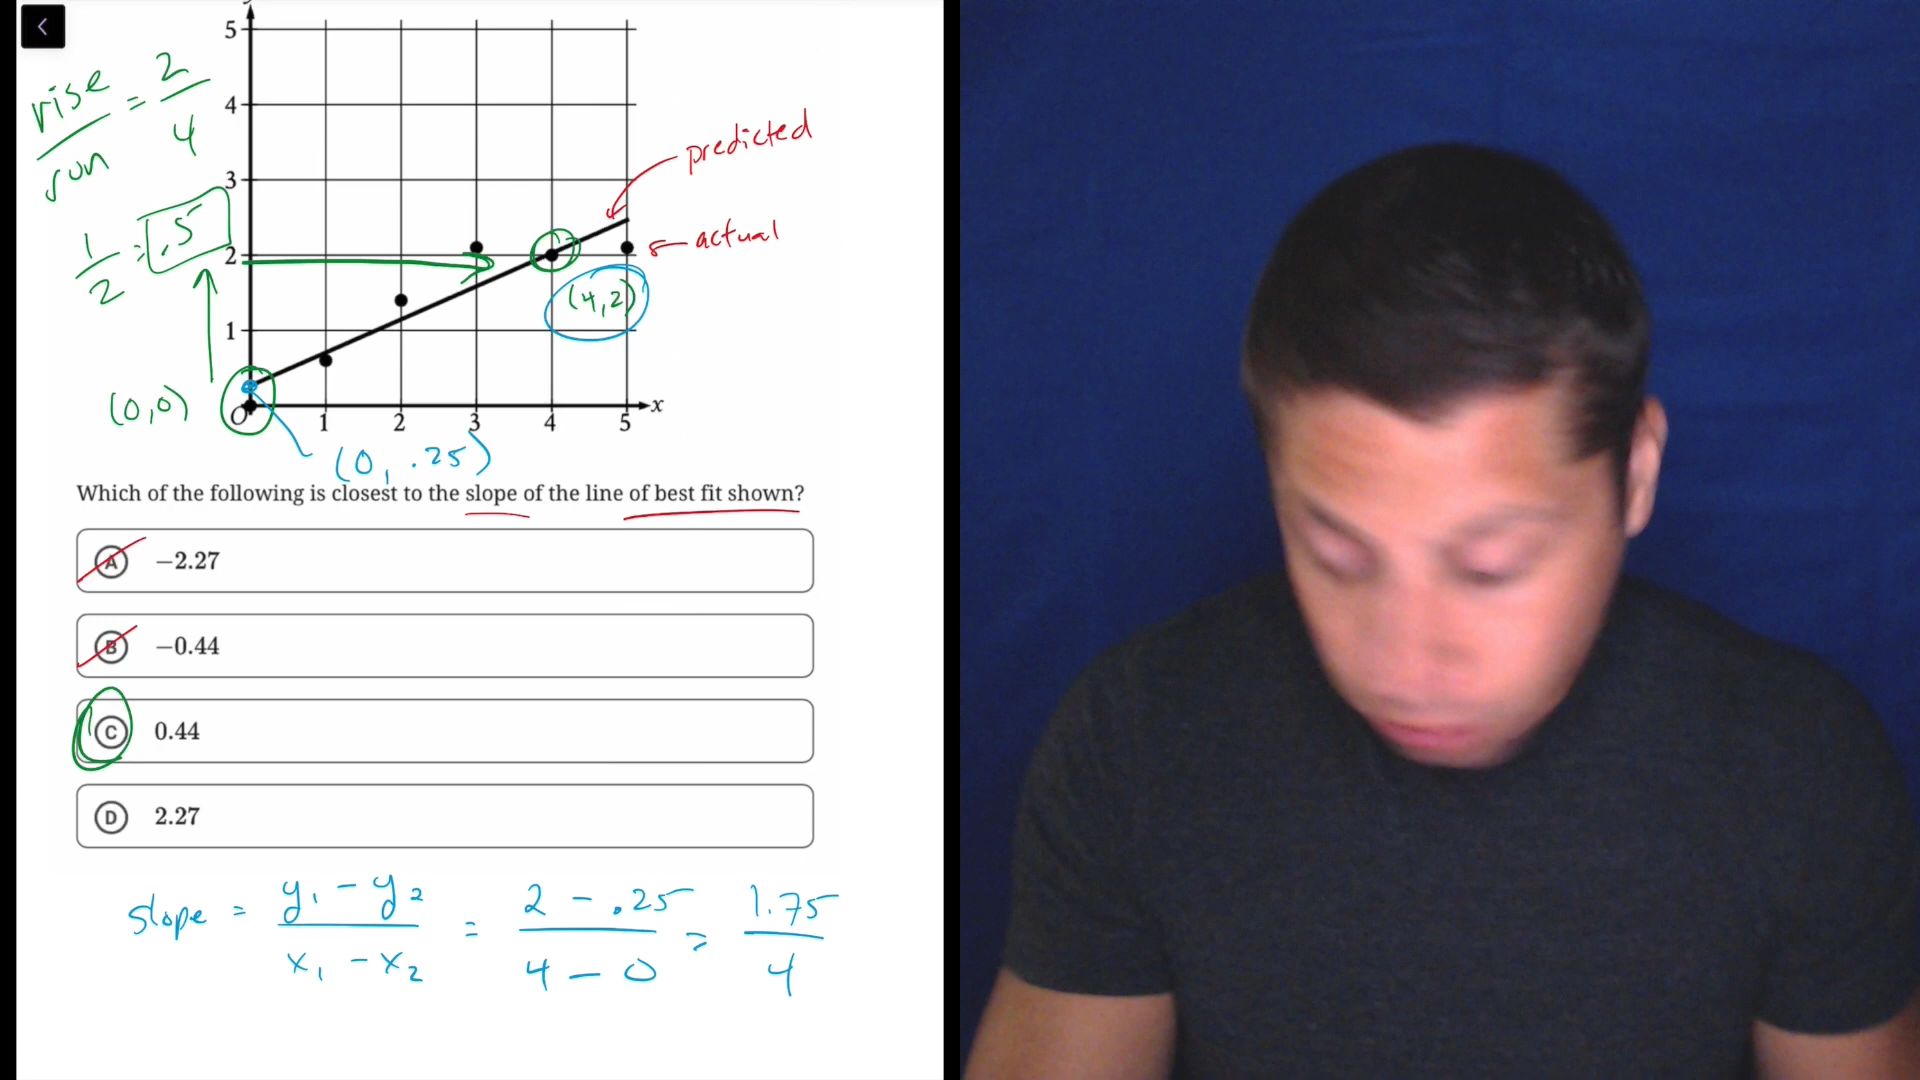 rise/run = 2/4
1/2 = .5
5
4
3
2
1
O 1 2 3 4 5 x
predicted
actual
(4,2)
(0,0)
(0, .25)
Which of the following is closest to the slope of the line of best fit shown?
A −2.27
B −0.44
C 0.44
D 2.27
slope = y₁ − y₂ / x₁ − x₂ = 2 − .25 / 4 − 0 = 1.75 / 4